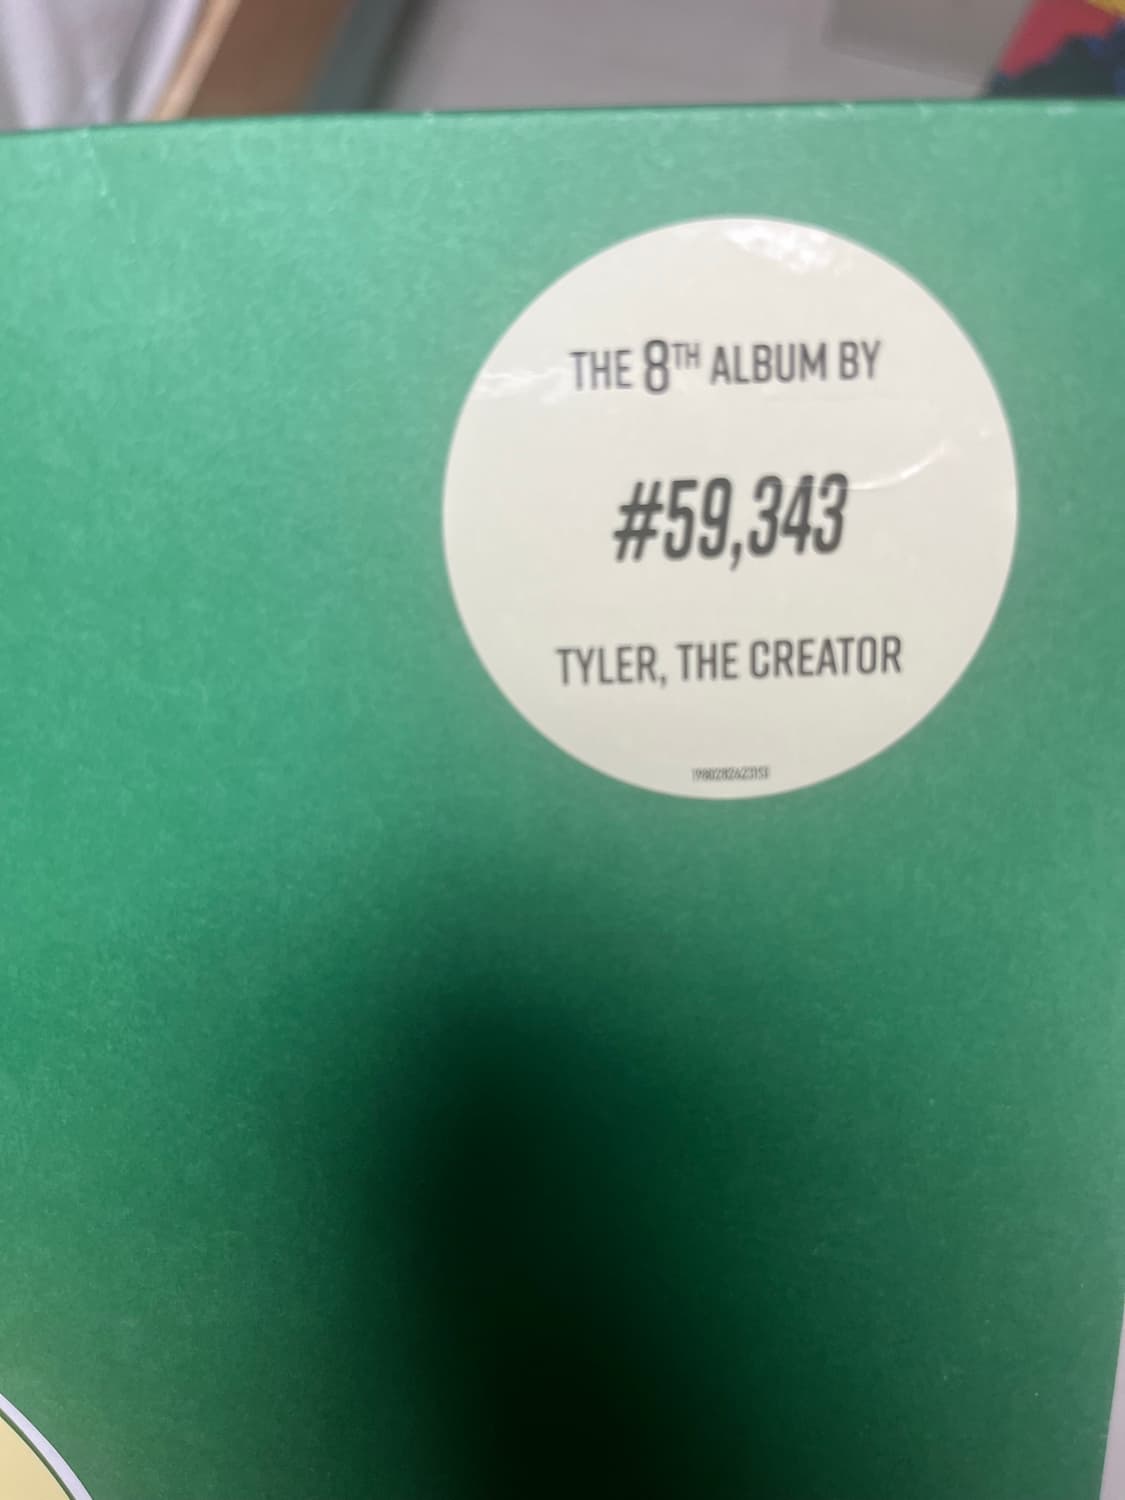 THE 8TH ALBUM BY
#59,343
TYLER, THE CREATOR